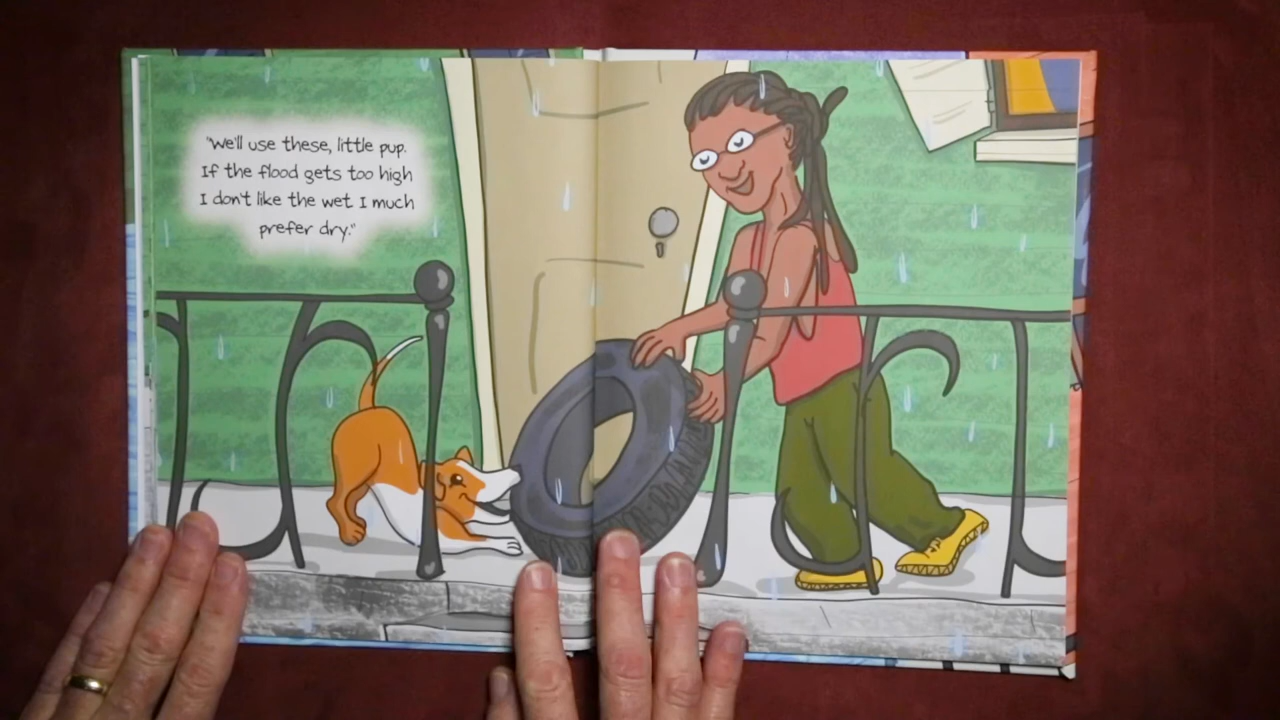 "We'll use these, little pup.
If the flood gets too high
I don't like the wet. I much
prefer dry."